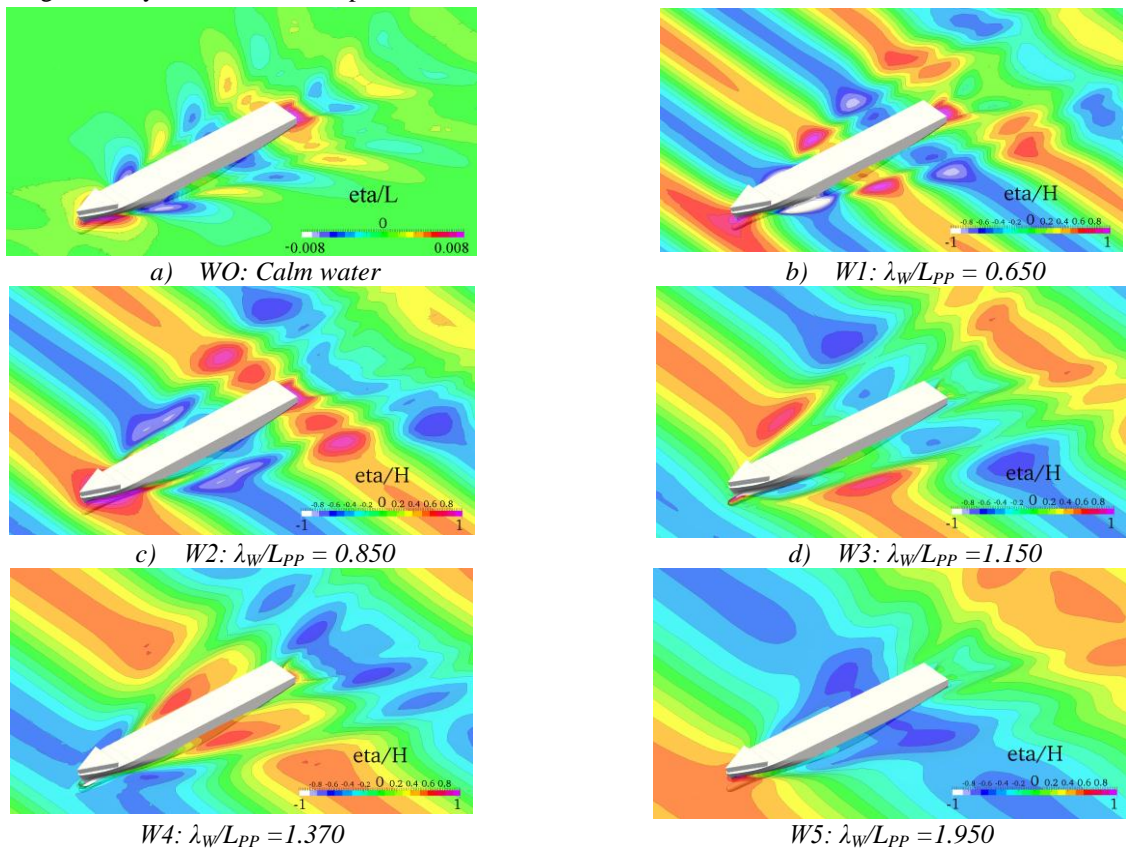 eta/L
0
-0.008 0.008
a) WO: Calm water
eta/H
-0.8 -0.6 -0.4 -0.2 0 0.2 0.4 0.6 0.8
-1 1
b) W1: λW/LPP = 0.650
eta/H
-0.8 -0.6 -0.4 -0.2 0 0.2 0.4 0.6 0.8
-1 1
c) W2: λW/LPP = 0.850
eta/H
-0.8 -0.6 -0.4 -0.2 0 0.2 0.4 0.6 0.8
-1 1
d) W3: λW/LPP =1.150
eta/H
-0.8 -0.6 -0.4 -0.2 0 0.2 0.4 0.6 0.8
-1 1
W4: λW/LPP =1.370
eta/H
-0.8 -0.6 -0.4 -0.2 0 0.2 0.4 0.6 0.8
-1 1
W5: λW/LPP =1.950